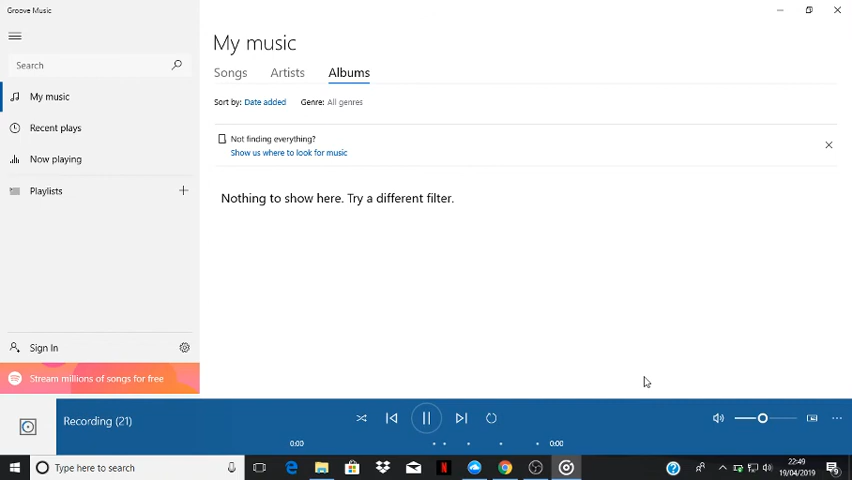 Groove Music
Search
My music
Recent plays
Now playing
Playlists
Sign In
Stream millions of songs for free
My music
Songs Artists Albums
Sort by: Date added Genre: All genres
Not finding everything?
Show us where to look for music
Nothing to show here. Try a different filter.
Recording (21)
0:00 0:00
Type here to search
22:49
19/04/2019